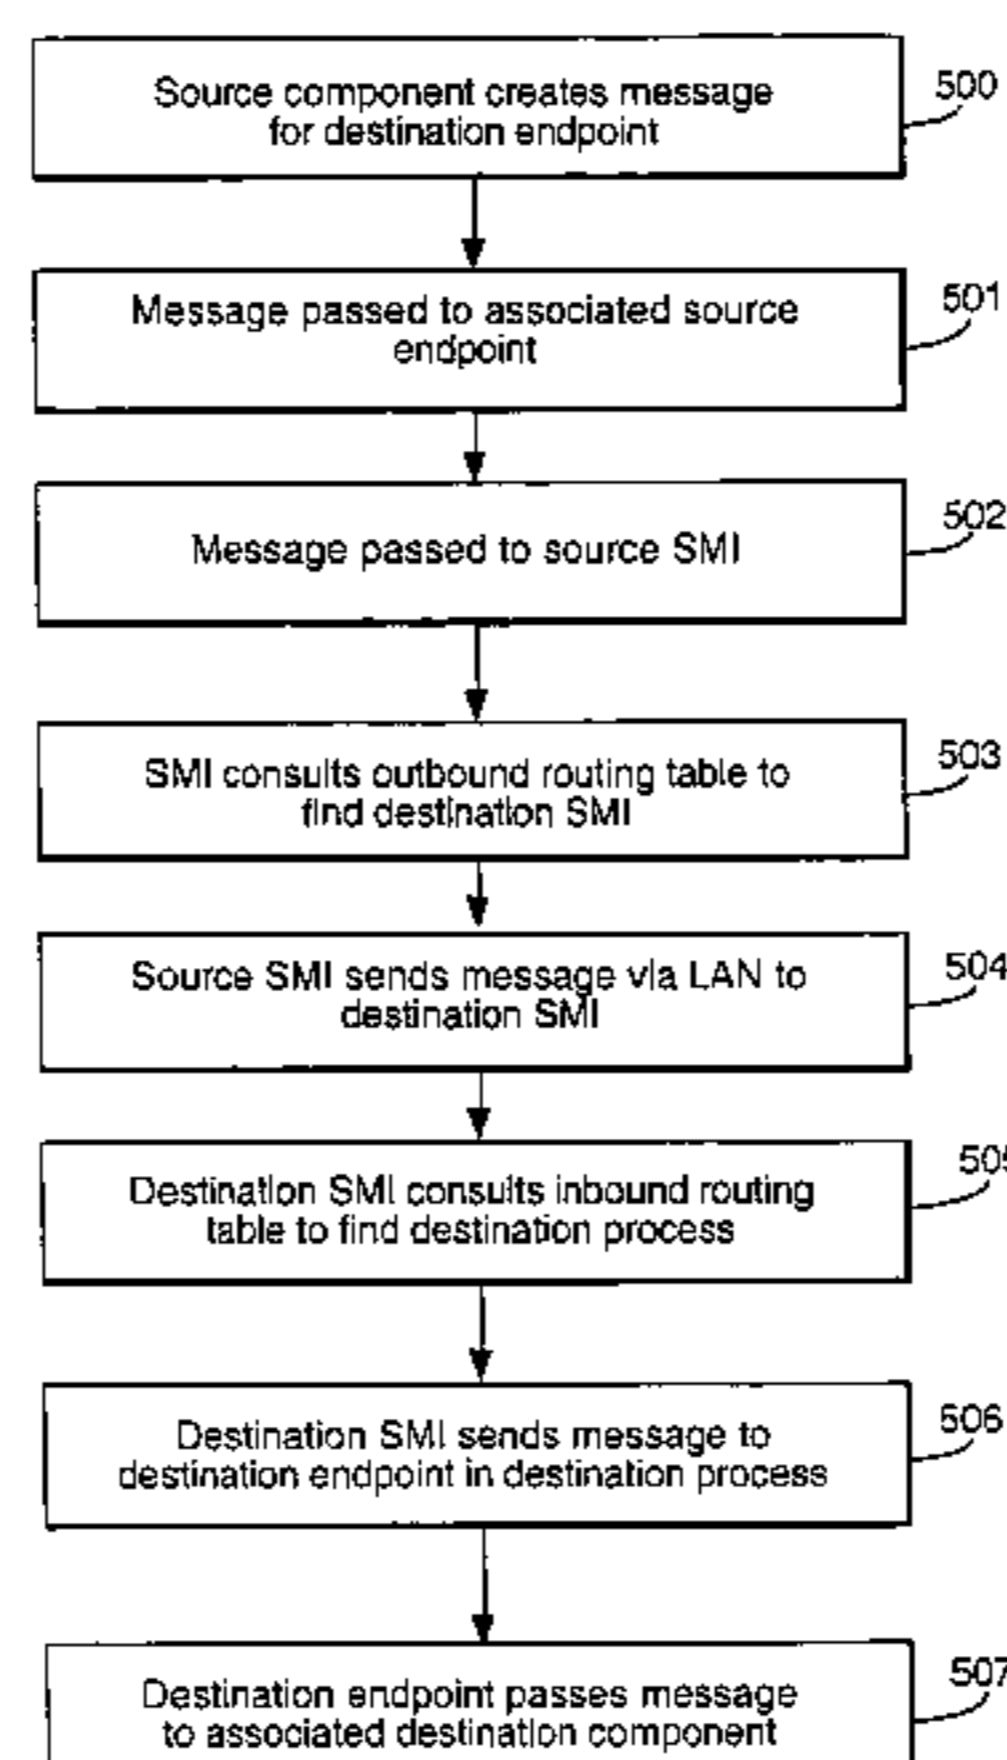 Source component creates message
for destination endpoint
500
Message passed to associated source
endpoint
501
Message passed to source SMI
502
SMI consults outbound routing table to
find destination SMI
503
Source SMI sends message via LAN to
destination SMI
504
Destination SMI consults inbound routing
table to find destination process
505
Destination SMI sends message to
destination endpoint in destination process
506
Destination endpoint passes message
to associated destination component
507